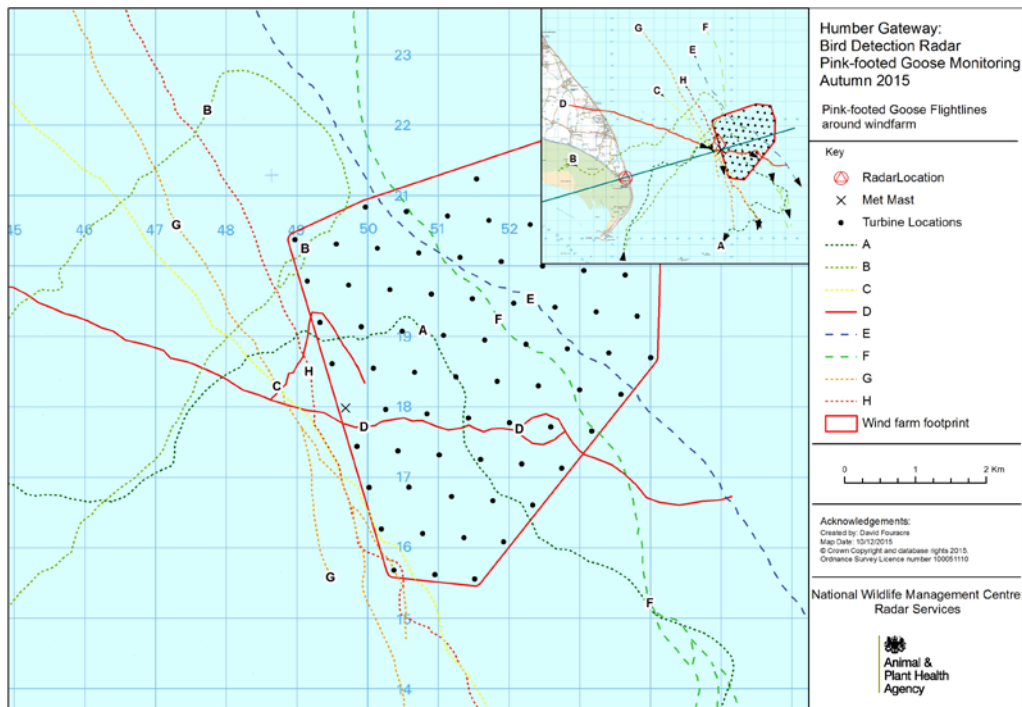 Humber Gateway:
Bird Detection Radar
Pink-footed Goose Monitoring
Autumn 2015
Pink-footed Goose Flightlines
around windfarm
Key
RadarLocation
Met Mast
Turbine Locations
A
B
C
D
E
F
G
H
Wind farm footprint
0 1 2 Km
Acknowledgements:
Created by: David Fouracre
Map Date: 10/12/2015
© Crown Copyright and database rights 2015.
Ordnance Survey Licence number 100051110
National Wildlife Management Centre
Radar Services
Animal &
Plant Health
Agency
G
F
E
H
C
D
B
A
23
B
22
21
G
45 46 47 48 49 50 51 52
B
E
F
A
19
H
C
18
D
D
17
16
G
F
15
14